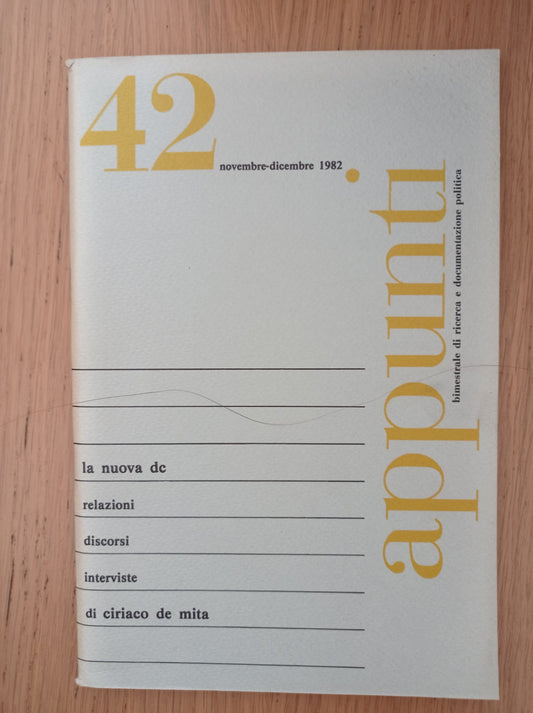 42
novembre-dicembre 1982
appunti
bimestrale di ricerca e documentazione politica
la nuova dc
relazioni
discorsi
interviste
di ciriaco de mita